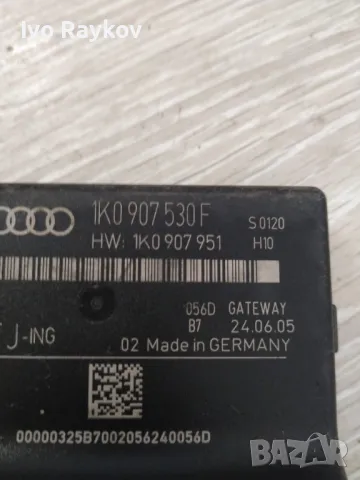 Ivo Raykov
1K0 907 530 F
HW: 1K0 907 951
S 0120
H10
056D GATEWAY
B7 24.06.05
J-ING
02 Made in GERMANY
00000325B7002056240056D
BAZAR